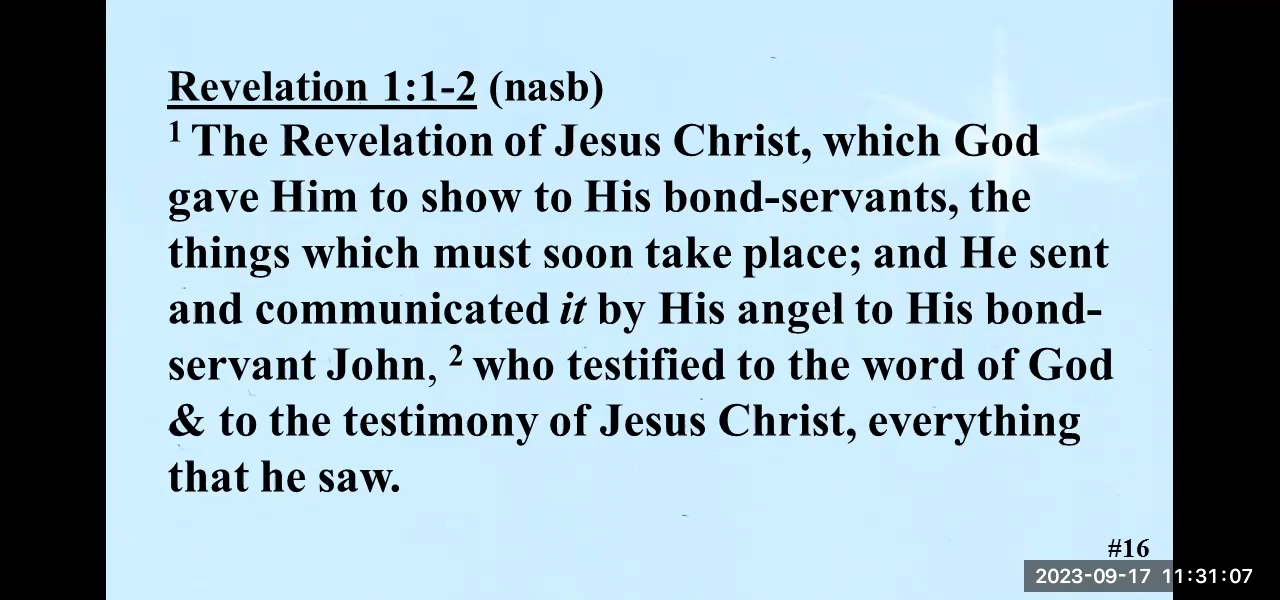 Revelation 1:1-2 (nasb)
1 The Revelation of Jesus Christ, which God
gave Him to show to His bond-servants, the
things which must soon take place; and He sent
and communicated it by His angel to His bond-
servant John, 2 who testified to the word of God
& to the testimony of Jesus Christ, everything
that he saw.
#16
2023-09-17 11:31:07